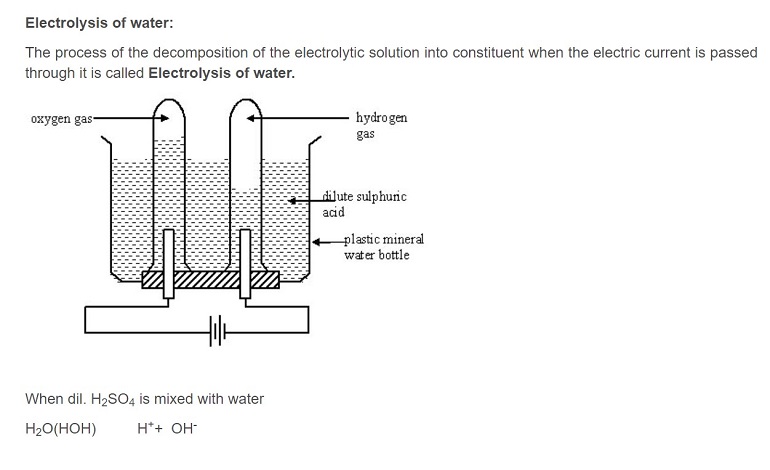 Electrolysis of water:
The process of the decomposition of the electrolytic solution into constituent when the electric current is passed
through it is called Electrolysis of water.
oxygen gas
hydrogen
gas
dilute sulphuric
acid
plastic mineral
water bottle
When dil. H₂SO₄ is mixed with water
H₂O(HOH) H⁺+ OH⁻